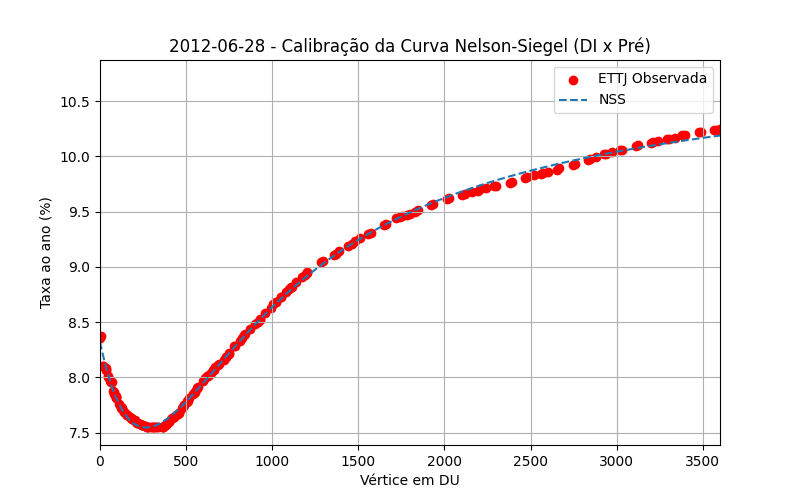 2012-06-28 - Calibração da Curva Nelson-Siegel (DI x Pré)
ETTJ Observada
NSS
Taxa ao ano (%)
10.5
10.0
9.5
9.0
8.5
8.0
7.5
0 500 1000 1500 2000 2500 3000 3500
Vértice em DU